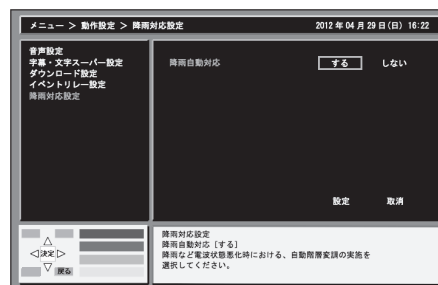 メニュー > 動作設定 > 降雨対応設定
2012 年 04 月 29 日 (日) 16:22
音声設定
字幕・文字スーパー設定
ダウンロード設定
イベントリレー設定
降雨対応設定
降雨自動対応 する しない
設定 取消
決定
戻る
降雨対応設定
降雨自動対応 [する]
降雨など電波状態悪化時における、自動階層変調の実施を
選択してください。